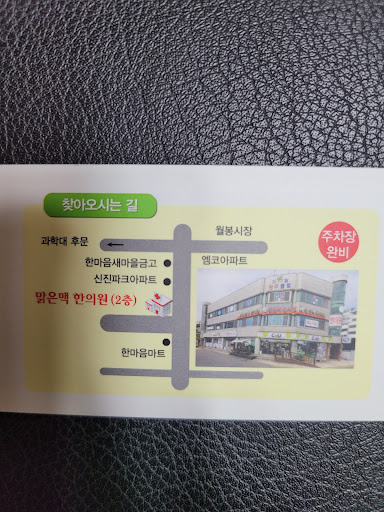 찾아오시는 길
과학대 후문
월봉시장
주차장
완비
한마음새마을금고
엠코아파트
신진파크아파트
맑은맥 한의원 (2층)
한마음마트